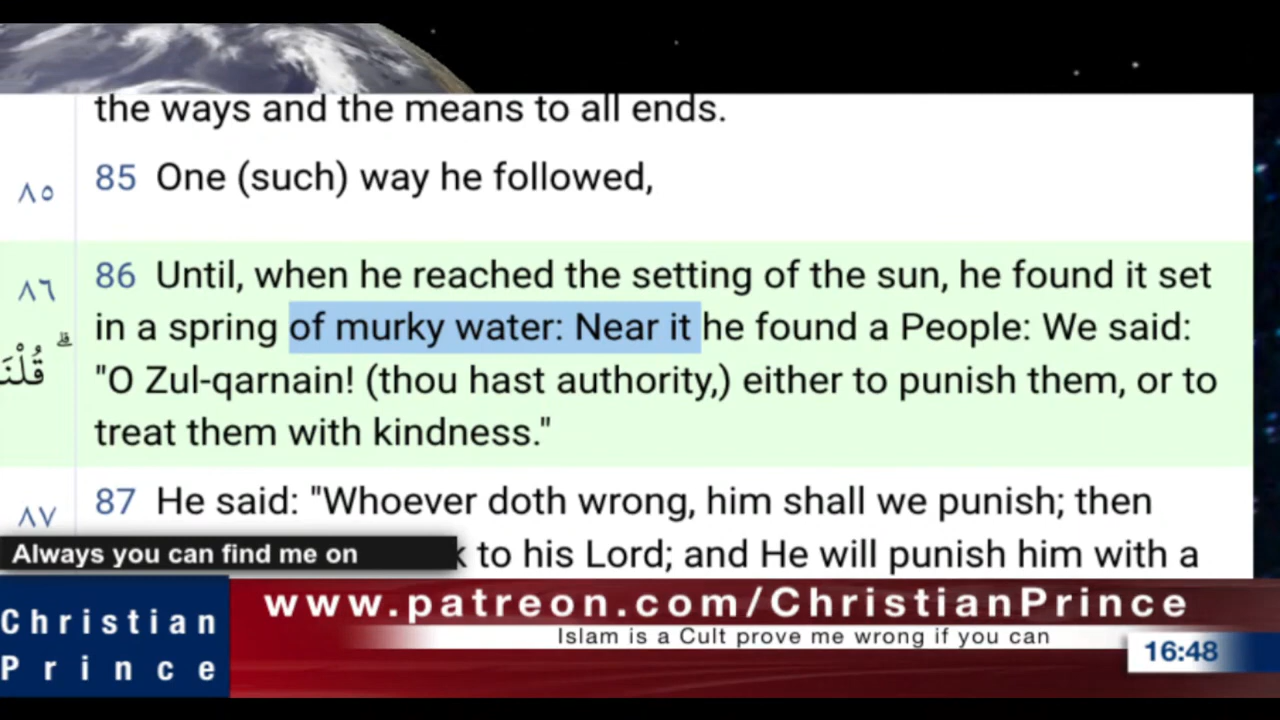 the ways and the means to all ends.
٨٥ 85 One (such) way he followed,
٨٦ 86 Until, when he reached the setting of the sun, he found it set
in a spring of murky water: Near it he found a People: We said:
"O Zul-qarnain! (thou hast authority,) either to punish them, or to
treat them with kindness."
٨٧ 87 He said: "Whoever doth wrong, him shall we punish; then
to his Lord; and He will punish him with a
Always you can find me on
www.patreon.com/ChristianPrince
Islam is a Cult prove me wrong if you can
Christian
Prince
16:48